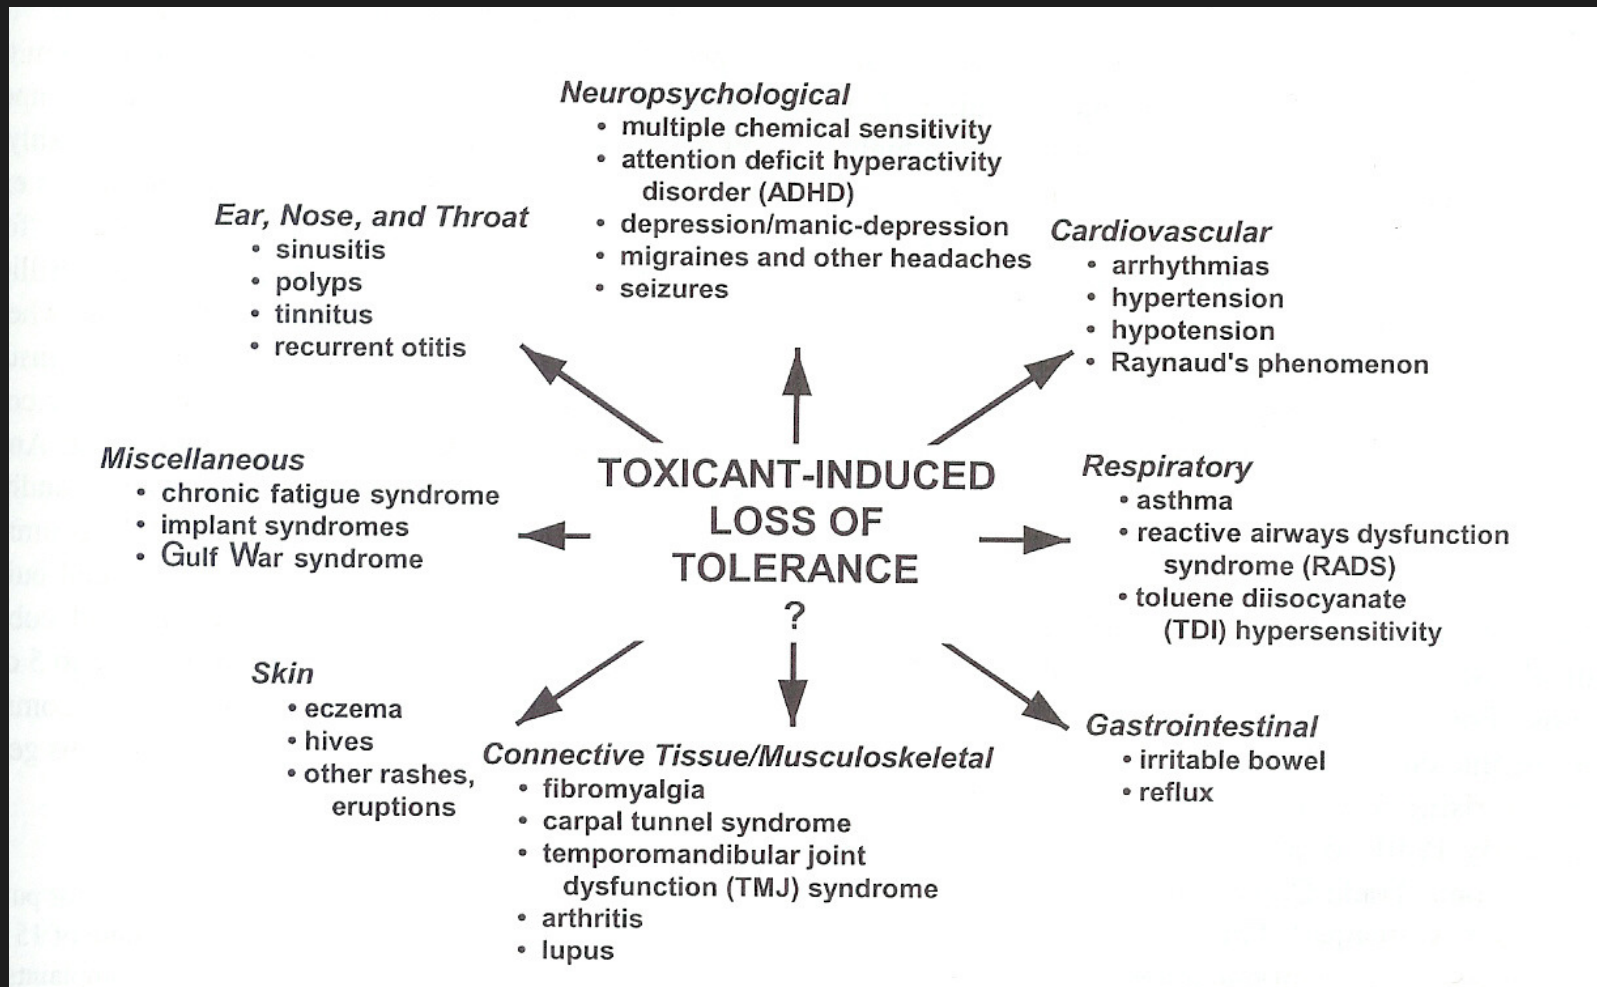 Neuropsychological
• multiple chemical sensitivity
• attention deficit hyperactivity
disorder (ADHD)
• depression/manic-depression
• migraines and other headaches
• seizures
Ear, Nose, and Throat
• sinusitis
• polyps
• tinnitus
• recurrent otitis
Cardiovascular
• arrhythmias
• hypertension
• hypotension
• Raynaud's phenomenon
Miscellaneous
• chronic fatigue syndrome
• implant syndromes
• Gulf War syndrome
TOXICANT-INDUCED
LOSS OF
TOLERANCE
?
Respiratory
• asthma
• reactive airways dysfunction
syndrome (RADS)
• toluene diisocyanate
(TDI) hypersensitivity
Skin
• eczema
• hives
• other rashes,
eruptions
Connective Tissue/Musculoskeletal
• fibromyalgia
• carpal tunnel syndrome
• temporomandibular joint
dysfunction (TMJ) syndrome
• arthritis
• lupus
Gastrointestinal
• irritable bowel
• reflux